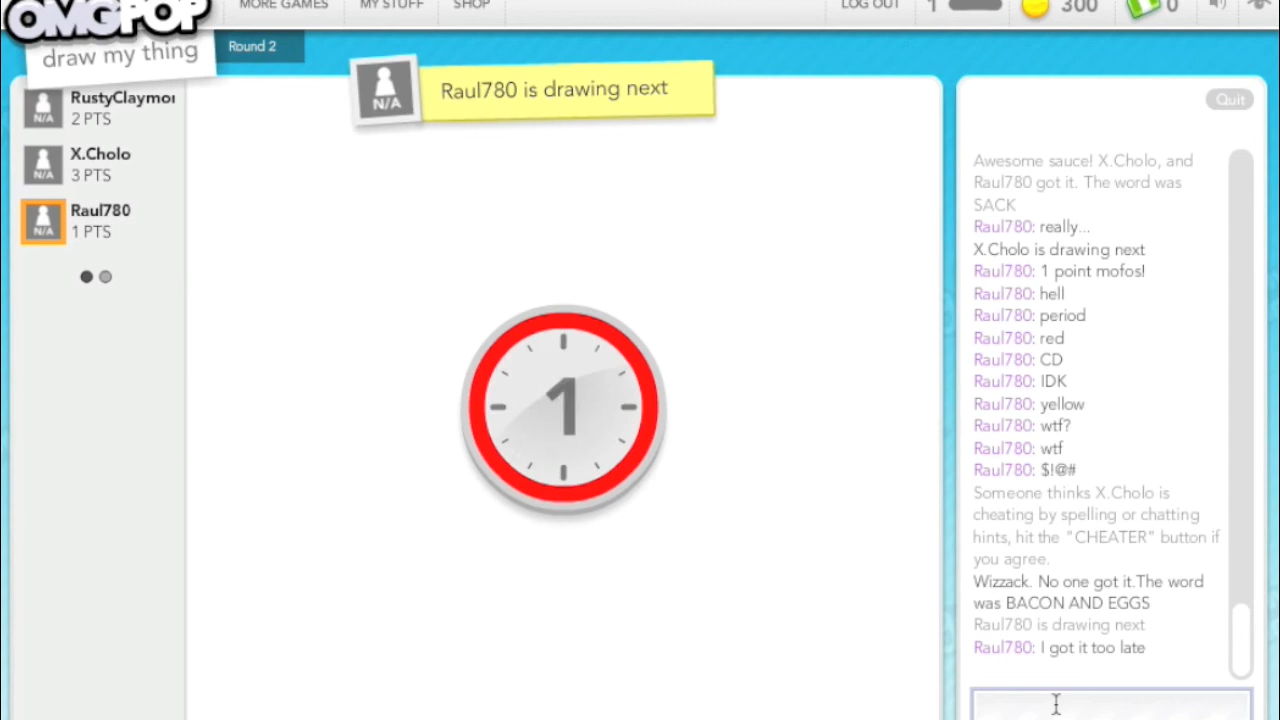 OMGPOP
MORE GAMES
MY STUFF
SHOP
LOG OUT
1
300
0
draw my thing
Round 2
Raul780 is drawing next
N/A
RustyClaymor
2 PTS
N/A
X.Cholo
3 PTS
N/A
Raul780
1 PTS
N/A
1
Quit
Awesome sauce! X.Cholo, and
Raul780 got it. The word was
SACK
Raul780: really...
X.Cholo is drawing next
Raul780: 1 point mofos!
Raul780: hell
Raul780: period
Raul780: red
Raul780: CD
Raul780: IDK
Raul780: yellow
Raul780: wtf?
Raul780: wtf
Raul780: $!@#
Someone thinks X.Cholo is
cheating by spelling or chatting
hints, hit the "CHEATER" button if
you agree.
Wizzack. No one got it.The word
was BACON AND EGGS
Raul780 is drawing next
Raul780: I got it too late